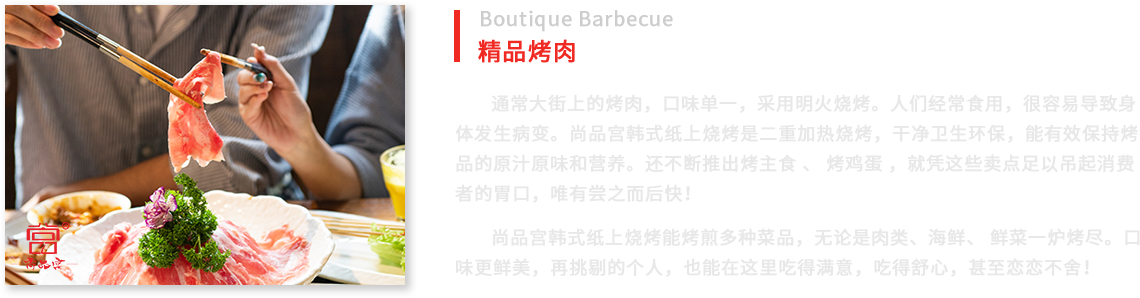 Boutique Barbecue
精品烤肉
通常大街上的烤肉，口味单一，采用明火烧烤。人们经常食用，很容易导致身
体发生病变。尚品宫韩式纸上烧烤是二重加热烧烤，干净卫生环保，能有效保持烤
品的原汁原味和营养。还不断推出烤主食 、 烤鸡蛋 ，就凭这些卖点足以吊起消费
者的胃口，唯有尝之而后快！
尚品宫韩式纸上烧烤能烤煎多种菜品，无论是肉类、海鲜、 鲜菜一炉烤尽。口
味更鲜美，再挑剔的个人，也能在这里吃得满意，吃得舒心，甚至恋恋不舍！
尚品宫